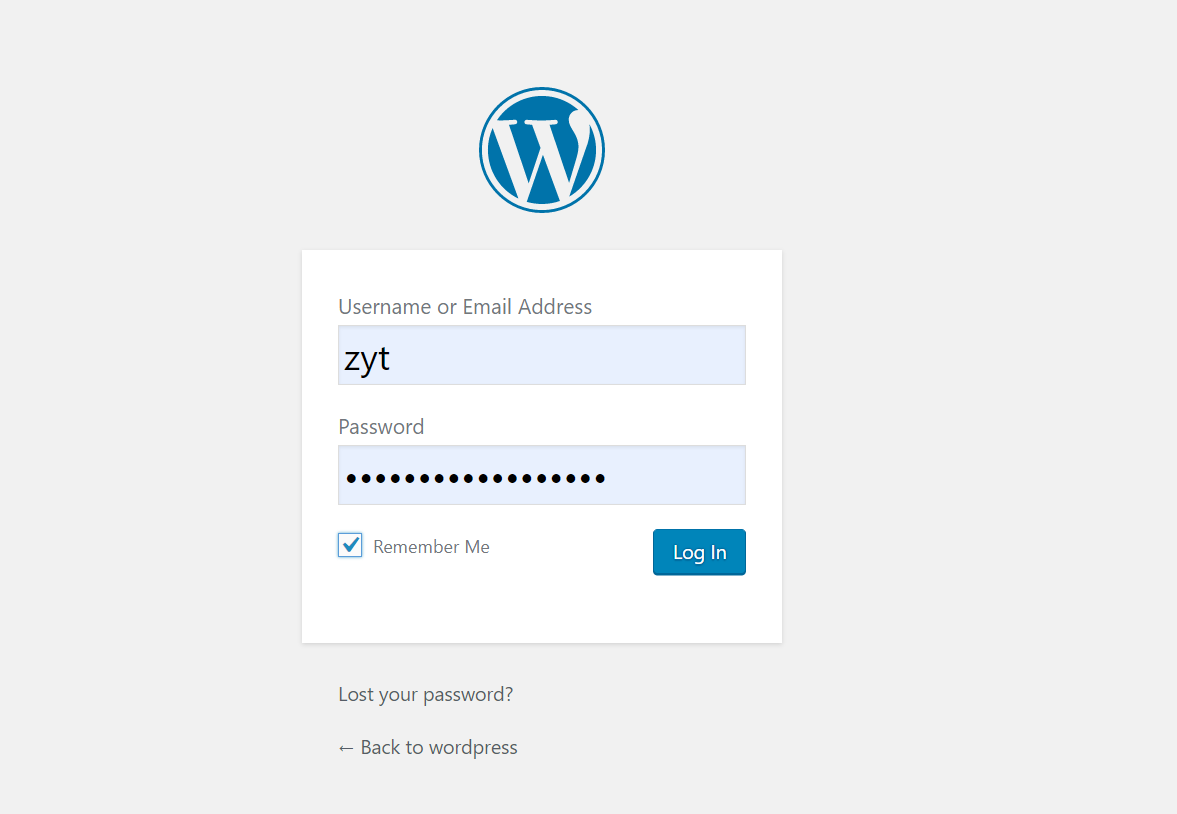 Username or Email Address
zyt
Password
••••••••••••••••••
Remember Me
Log In
Lost your password?
← Back to wordpress